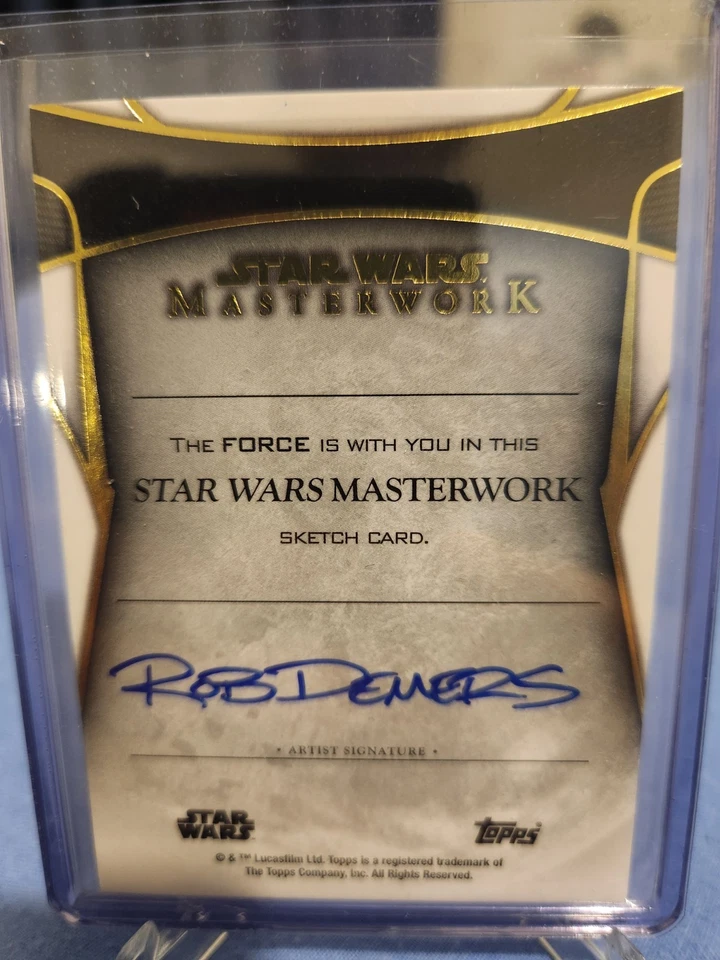 STAR WARS
MASTERWORK
THE FORCE IS WITH YOU IN THIS
STAR WARS MASTERWORK
SKETCH CARD.
ROB DEMERS
• ARTIST SIGNATURE •
STAR
WARS
Topps
© & ™ Lucasfilm Ltd. Topps is a registered trademark of
The Topps Company, Inc. All Rights Reserved.